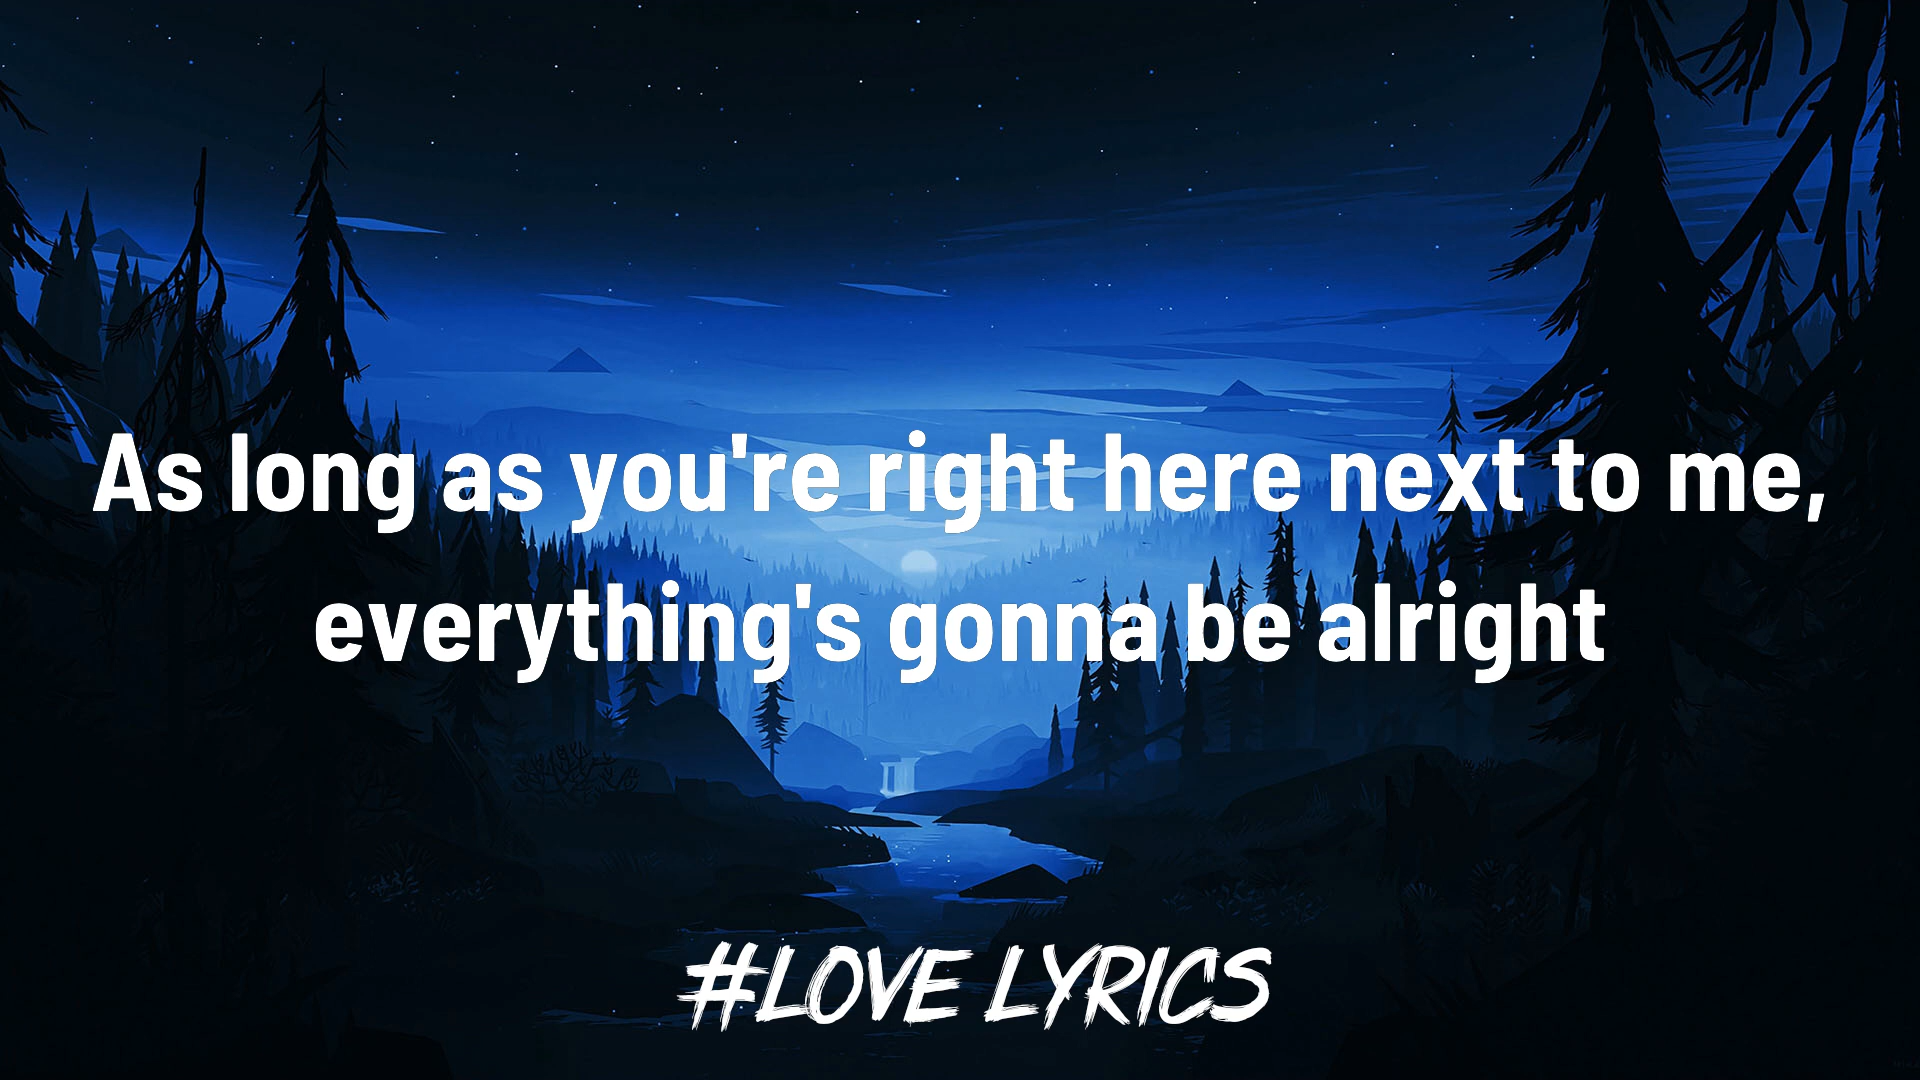 As long as you're right here next to me,
everything's gonna be alright
#LOVE LYRICS